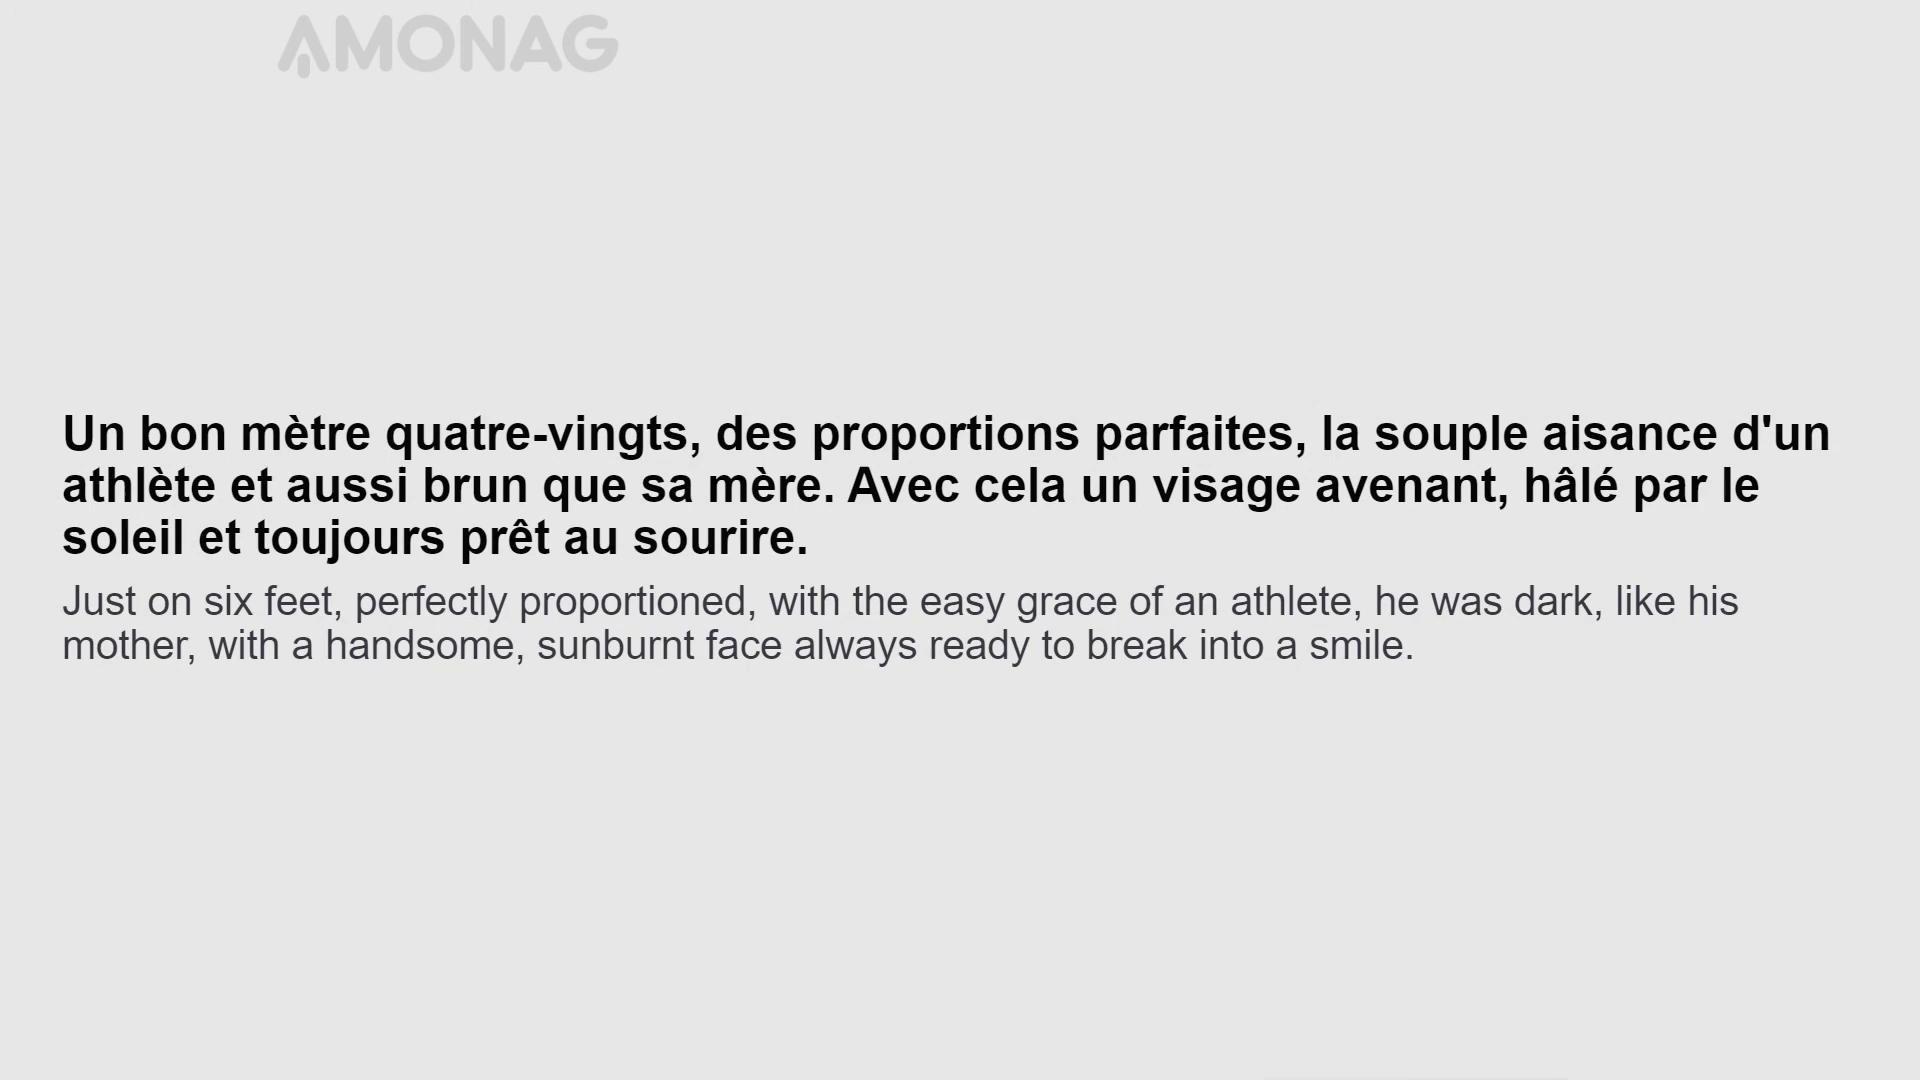 AMONAG
Un bon mètre quatre-vingts, des proportions parfaites, la souple aisance d'un
athlète et aussi brun que sa mère. Avec cela un visage avenant, hâlé par le
soleil et toujours prêt au sourire.
Just on six feet, perfectly proportioned, with the easy grace of an athlete, he was dark, like his
mother, with a handsome, sunburnt face always ready to break into a smile.